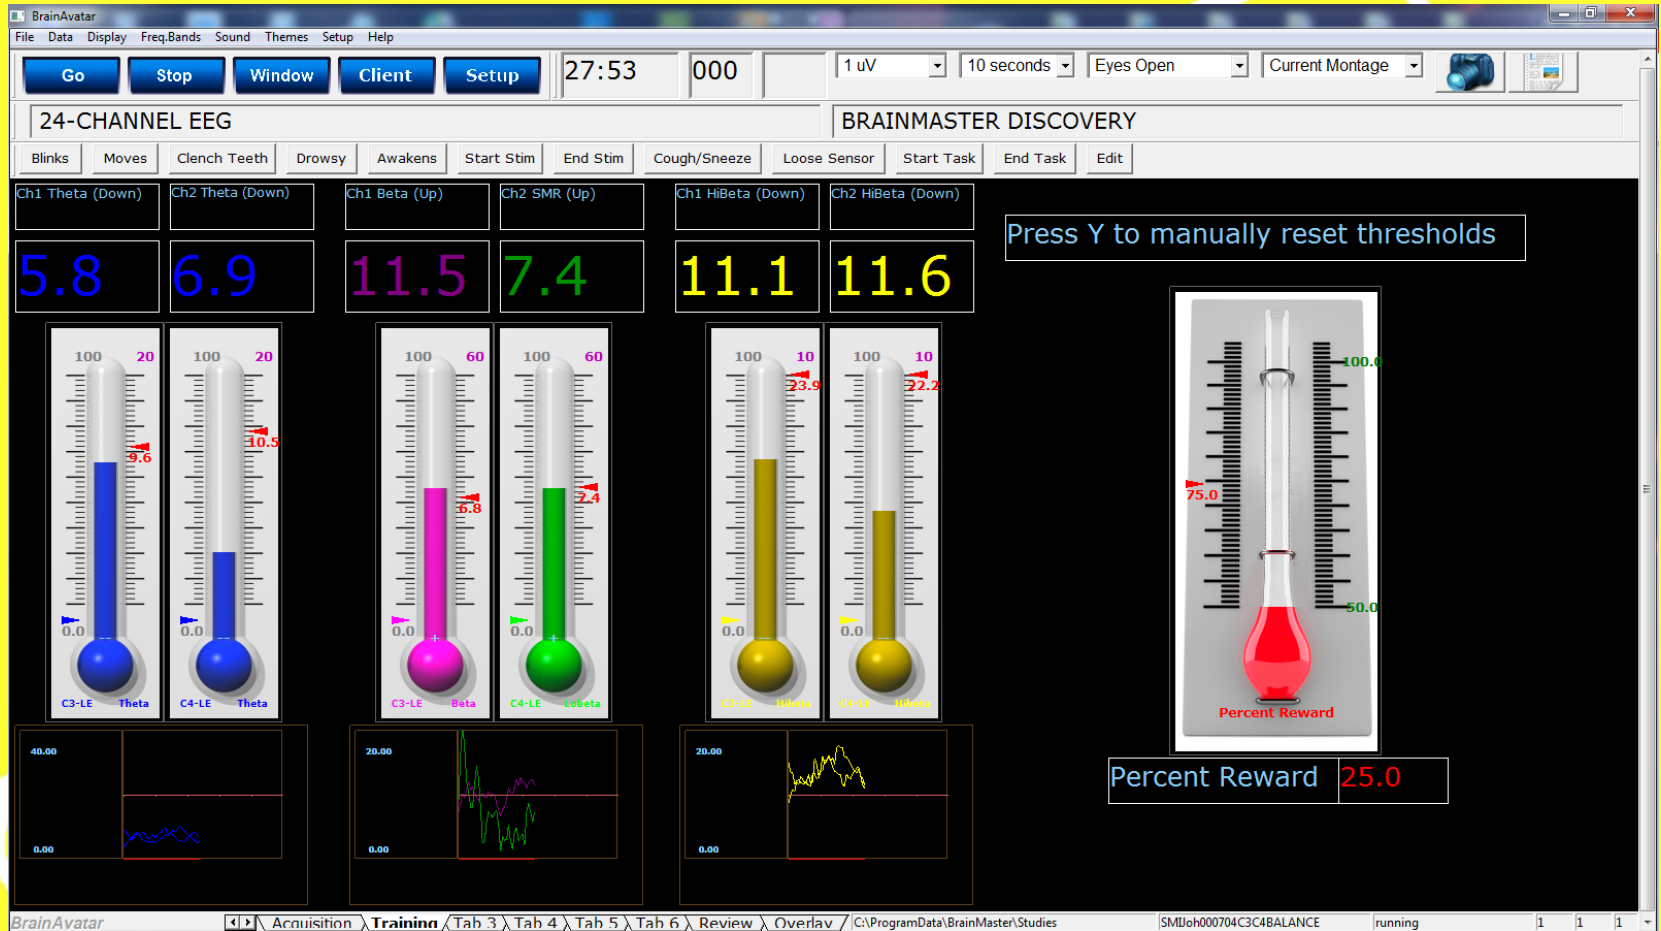 BrainAvatar
File Data Display Freq.Bands Sound Themes Setup Help
Go Stop Window Client Setup 27:53 000 1 uV 10 seconds Eyes Open Current Montage
24-CHANNEL EEG BRAINMASTER DISCOVERY
Blinks Moves Clench Teeth Drowsy Awakens Start Stim End Stim Cough/Sneeze Loose Sensor Start Task End Task Edit
Ch1 Theta (Down) Ch2 Theta (Down) Ch1 Beta (Up) Ch2 SMR (Up) Ch1 HiBeta (Down) Ch2 HiBeta (Down)
Press Y to manually reset thresholds
5.8 6.9 11.5 7.4 11.1 11.6
100 20 100 20 100 60 100 60 100 10 100 10
23.9 22.2
100.0
9.6 10.5 6.8 7.4
75.0
50.0
0.0 0.0 0.0 0.0 0.0 0.0
C3-LE Theta C4-LE Theta C3-LE Beta C4-LE Lobeta C3-LE Hibeta C4-LE Hibeta
Percent Reward
40.00 20.00 20.00
Percent Reward 25.0
0.00 0.00 0.00
BrainAvatar Acquisition Training Tab 3 Tab 4 Tab 5 Tab 6 Review Overlay C:\ProgramData\BrainMaster\Studies SMIJoh000704C3C4BALANCE running 1 1 1